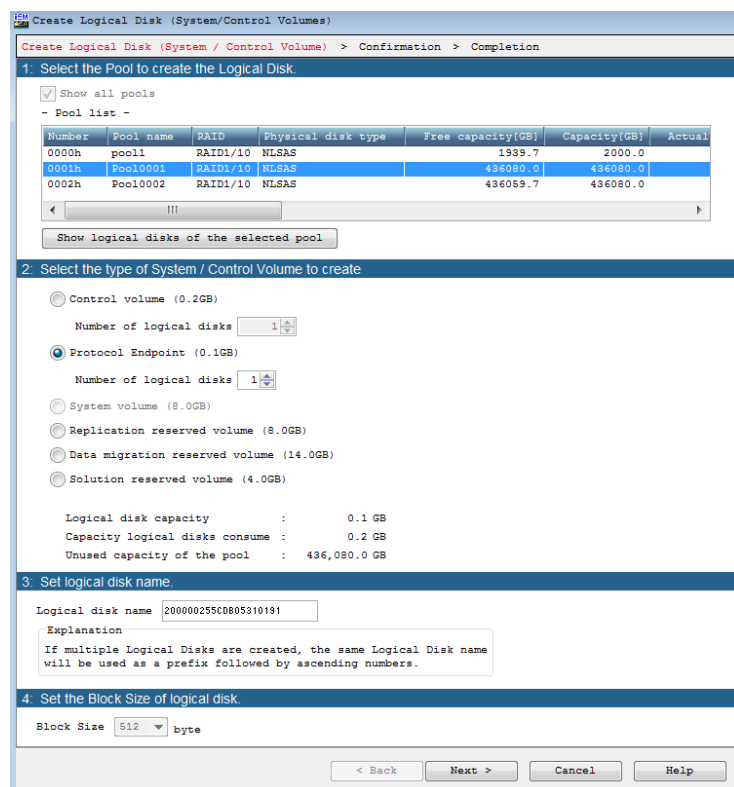 Create Logical Disk (System/Control Volumes)
Create Logical Disk (System / Control Volume) > Confirmation > Completion
1: Select the Pool to create the Logical Disk.
Show all pools
- Pool list -
Number Pool name RAID Physical disk type Free capacity[GB] Capacity[GB] Actual
0000h pool1 RAID1/10 NLSAS 1939.7 2000.0
0001h Pool0001 RAID1/10 NLSAS 436080.0 436080.0
0002h Pool0002 RAID1/10 NLSAS 436059.7 436080.0
Show logical disks of the selected pool
2: Select the type of System / Control Volume to create
Control volume (0.2GB)
Number of logical disks 1
Protocol Endpoint (0.1GB)
Number of logical disks 1
System volume (8.0GB)
Replication reserved volume (8.0GB)
Data migration reserved volume (14.0GB)
Solution reserved volume (4.0GB)
Logical disk capacity : 0.1 GB
Capacity logical disks consume : 0.2 GB
Unused capacity of the pool : 436,080.0 GB
3: Set logical disk name.
Logical disk name 200000255CDB05310191
Explanation
If multiple Logical Disks are created, the same Logical Disk name
will be used as a prefix followed by ascending numbers.
4: Set the Block Size of logical disk.
Block Size 512 byte
< Back Next > Cancel Help